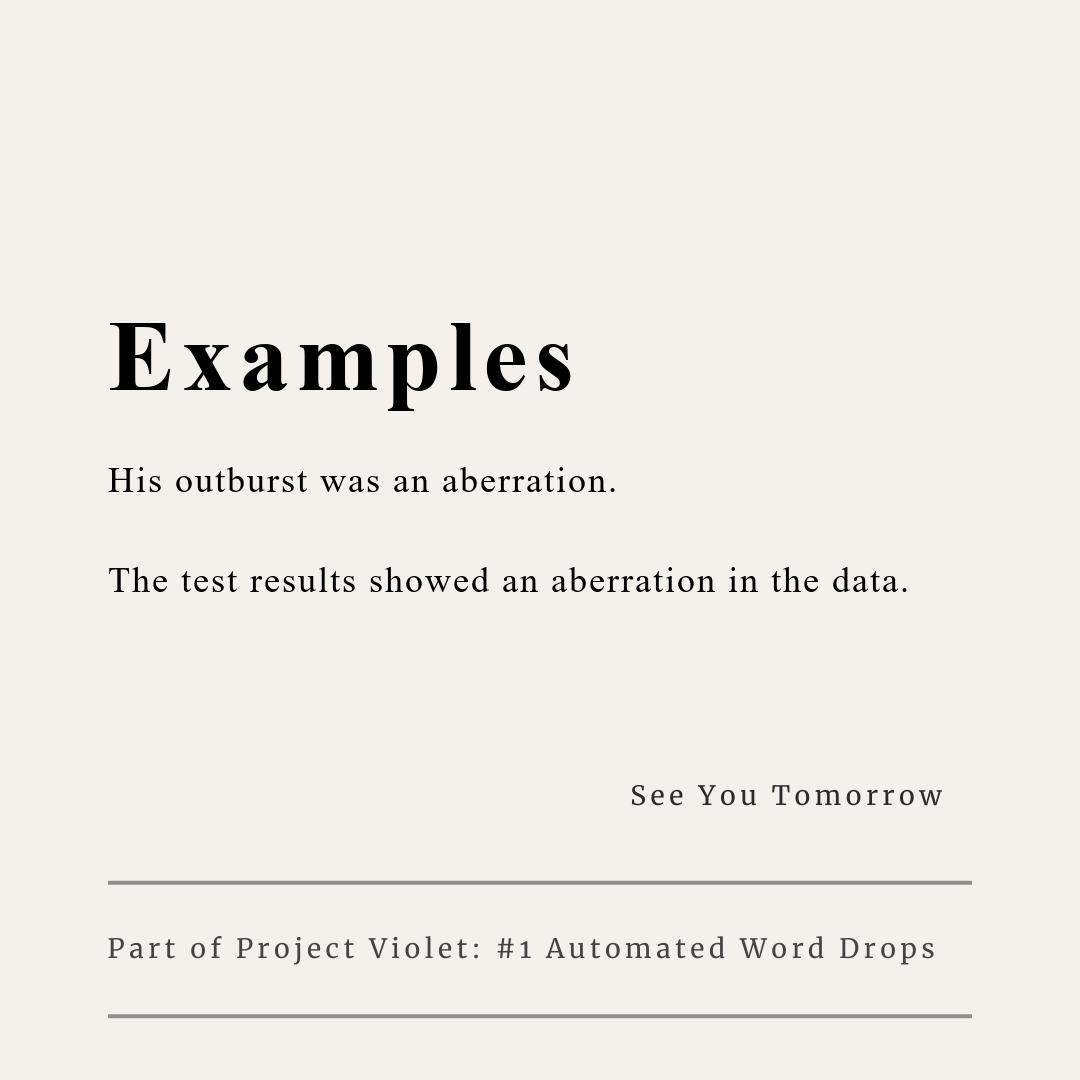 Examples
His outburst was an aberration.
The test results showed an aberration in the data.
See You Tomorrow
Part of Project Violet: #1 Automated Word Drops